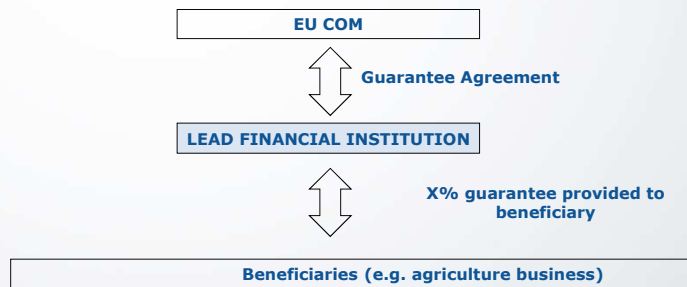 EU COM
Guarantee Agreement
LEAD FINANCIAL INSTITUTION
X% guarantee provided to
beneficiary
Beneficiaries (e.g. agriculture business)